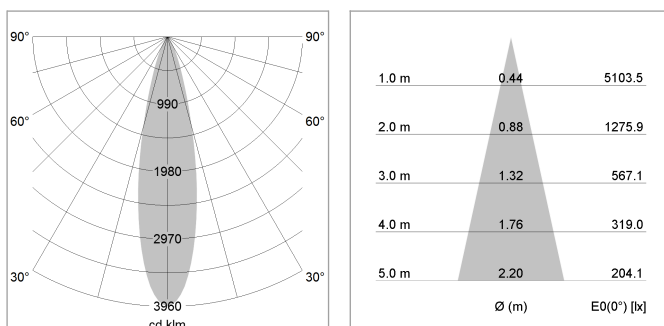 90° 90°
990
60° 60°
1980
2970
30° 30°
3960
cd klm
1.0 m 0.44 5103.5
2.0 m 0.88 1275.9
3.0 m 1.32 567.1
4.0 m 1.76 319.0
5.0 m 2.20 204.1
Ø (m) E0(0°) [lx]